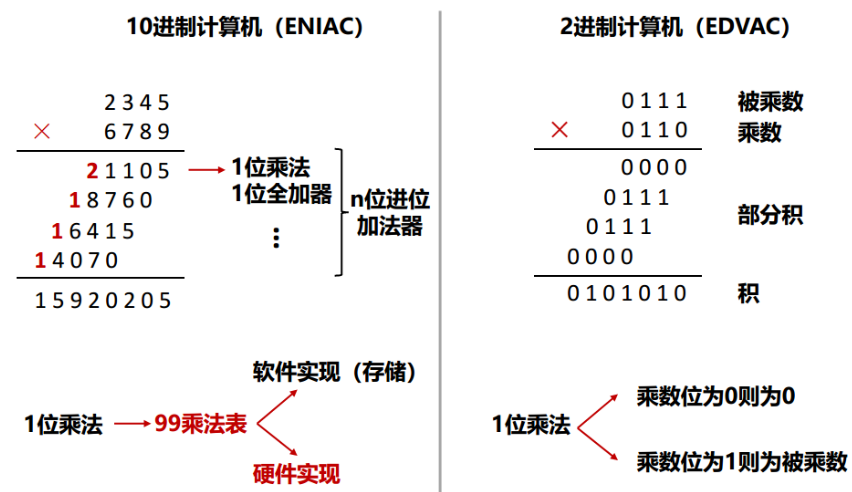 10进制计算机（ENIAC）
2345
× 6789
21105
1位乘法
1位全加器
⋮
n位进位
加法器
18760
16415
14070
15920205
软件实现（存储）
1位乘法
99乘法表
硬件实现
2进制计算机（EDVAC）
0111 被乘数
× 0110 乘数
0000
0111
部分积
0111
0000
0101010 积
1位乘法
乘数位为0则为0
乘数位为1则为被乘数